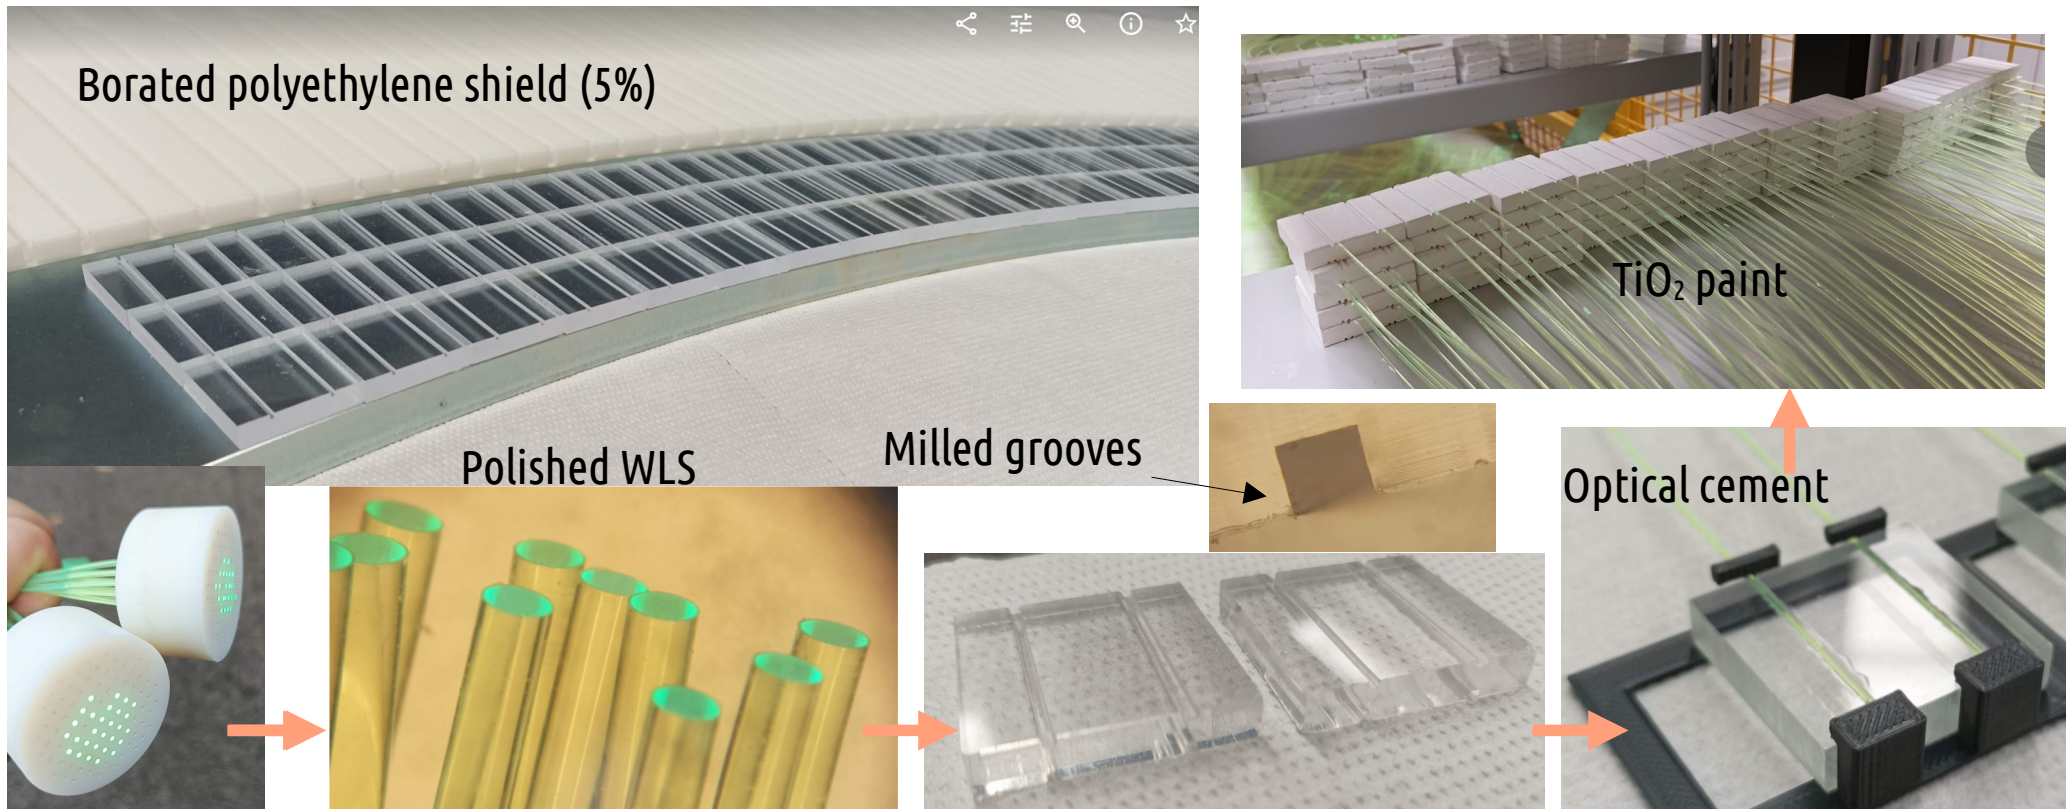 Borated polyethylene shield (5%)
TiO₂ paint
Milled grooves
Polished WLS
Optical cement